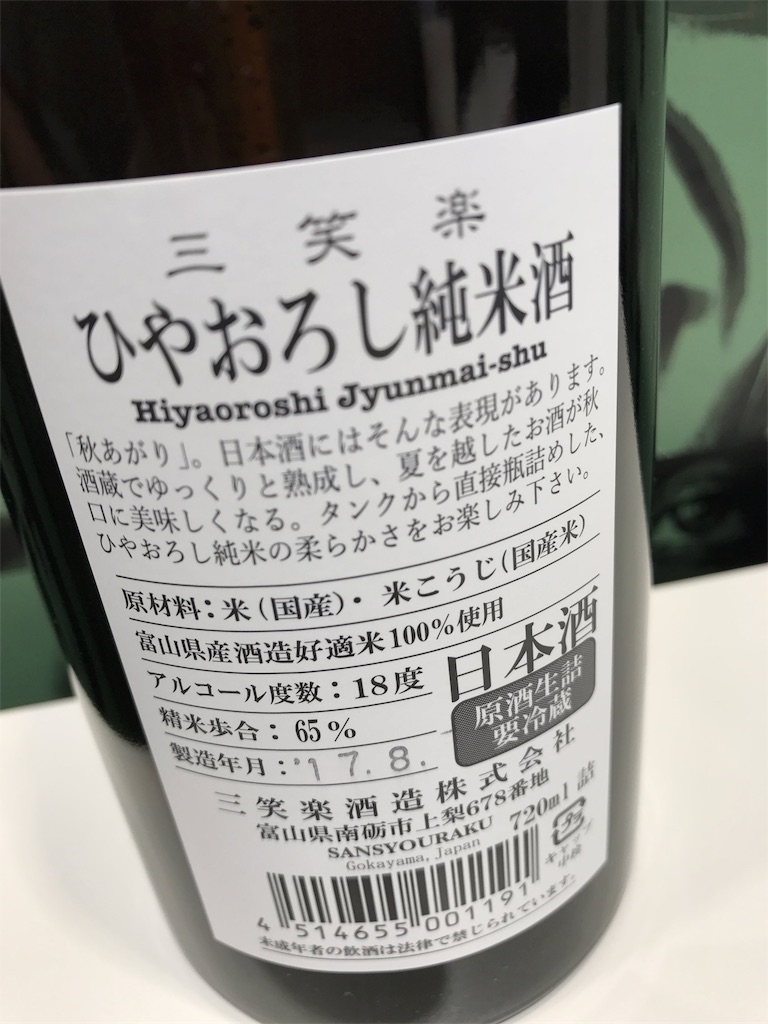 三笑楽
ひやおろし純米酒
Hiyaoroshi Jyunmai-shu
「秋あがり」。日本酒にはそんな表現があります。
酒蔵でゆっくりと熟成し、夏を越したお酒が秋
口に美味しくなる。タンクから直接瓶詰めした、
ひやおろし純米の柔らかさをお楽しみ下さい。
原材料：米（国産）・米こうじ（国産米）
富山県産酒造好適米100％使用
アルコール度数：18度
日本酒
精米歩合：65％
原酒生詰
要冷蔵
製造年月：'17.8.
三笑楽酒造株式会社
富山県南砺市上梨678番地
SANSYOURAKU 720ml 詰
Gokayama, Japan
キャップ
中栓
4 514655 001191
未成年者の飲酒は法律で禁じられています。